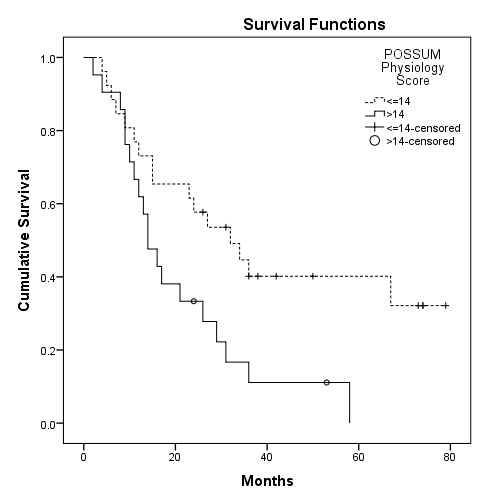 Survival Functions
POSSUM
Physiology
Score
<=14
>14
<=14-censored
>14-censored
1.0
0.8
0.6
0.4
0.2
0.0
Cumulative Survival
0 20 40 60 80
Months